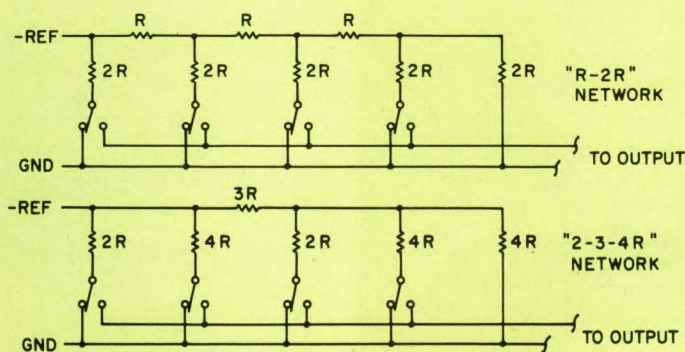 R R R
-REF
2R 2R 2R 2R 2R
"R-2R"
NETWORK
TO OUTPUT
GND
3R
-REF
2R 4R 2R 4R 4R
"2-3-4R"
NETWORK
TO OUTPUT
GND